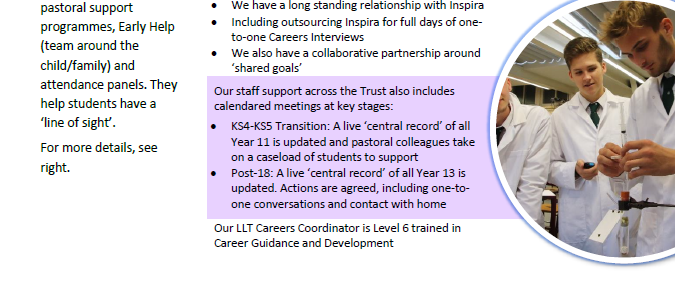 pastoral support
programmes, Early Help
(team around the
child/family) and
attendance panels. They
help students have a
‘line of sight’.
For more details, see
right.
• We have a long standing relationship with Inspira
• Including outsourcing Inspira for full days of one-
to-one Careers Interviews
• We also have a collaborative partnership around
‘shared goals’
Our staff support across the Trust also includes
calendared meetings at key stages:
• KS4-KS5 Transition: A live ‘central record’ of all
Year 11 is updated and pastoral colleagues take
on a caseload of students to support
• Post-18: A live ‘central record’ of all Year 13 is
updated. Actions are agreed, including one-to-
one conversations and contact with home
Our LLT Careers Coordinator is Level 6 trained in
Career Guidance and Development